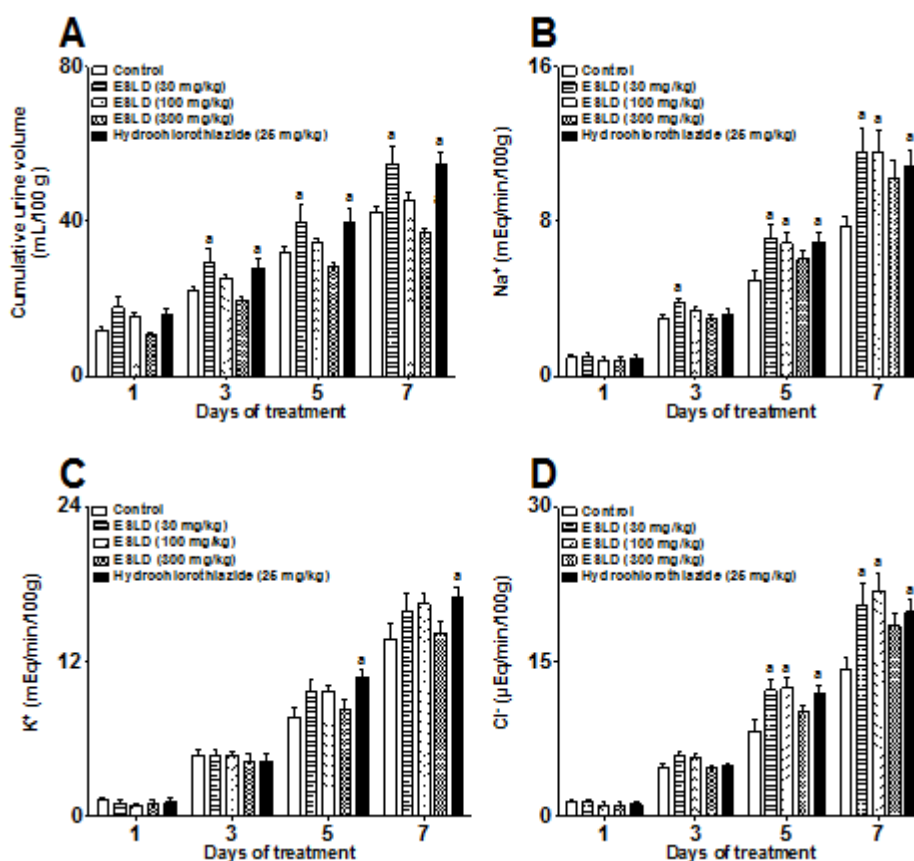 A
80
Control
ESLD (30 mg/kg)
ESLD (100 mg/kg)
ESLD (300 mg/kg)
Hydrochlorothiazide (25 mg/kg)
a
a
a
a
a
a
a
40
0
1
3
5
7
Cumulative urine volume
(mL/100 g)
Days of treatment
B
16
Control
ESLD (30 mg/kg)
ESLD (100 mg/kg)
ESLD (300 mg/kg)
Hydrochlorothiazide (25 mg/kg)
a
a
a
a
a
a
a
8
0
1
3
5
7
Na⁺ (mEq/min/100g)
Days of treatment
C
24
Control
ESLD (30 mg/kg)
ESLD (100 mg/kg)
ESLD (300 mg/kg)
Hydrochlorothiazide (25 mg/kg)
a
a
12
0
1
3
5
7
K⁺ (mEq/min/100g)
Days of treatment
D
30
Control
ESLD (30 mg/kg)
ESLD (100 mg/kg)
ESLD (300 mg/kg)
Hydrochlorothiazide (25 mg/kg)
a
a
a
a
a
a
15
0
1
3
5
7
Cl⁻ (µEq/min/100g)
Days of treatment